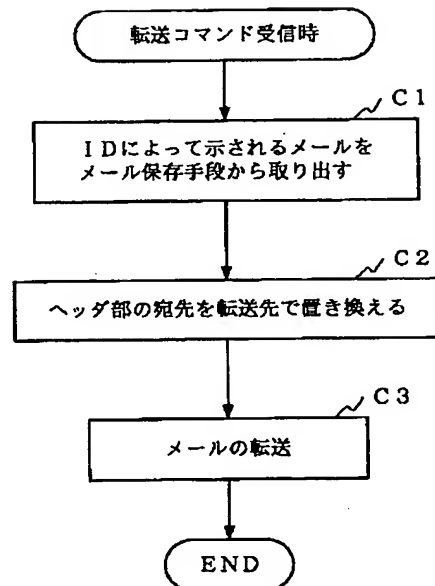 転送コマンド受信時
C1
IDによって示されるメールを
メール保存手段から取り出す
C2
ヘッダ部の宛先を転送先で置き換える
C3
メールの転送
END